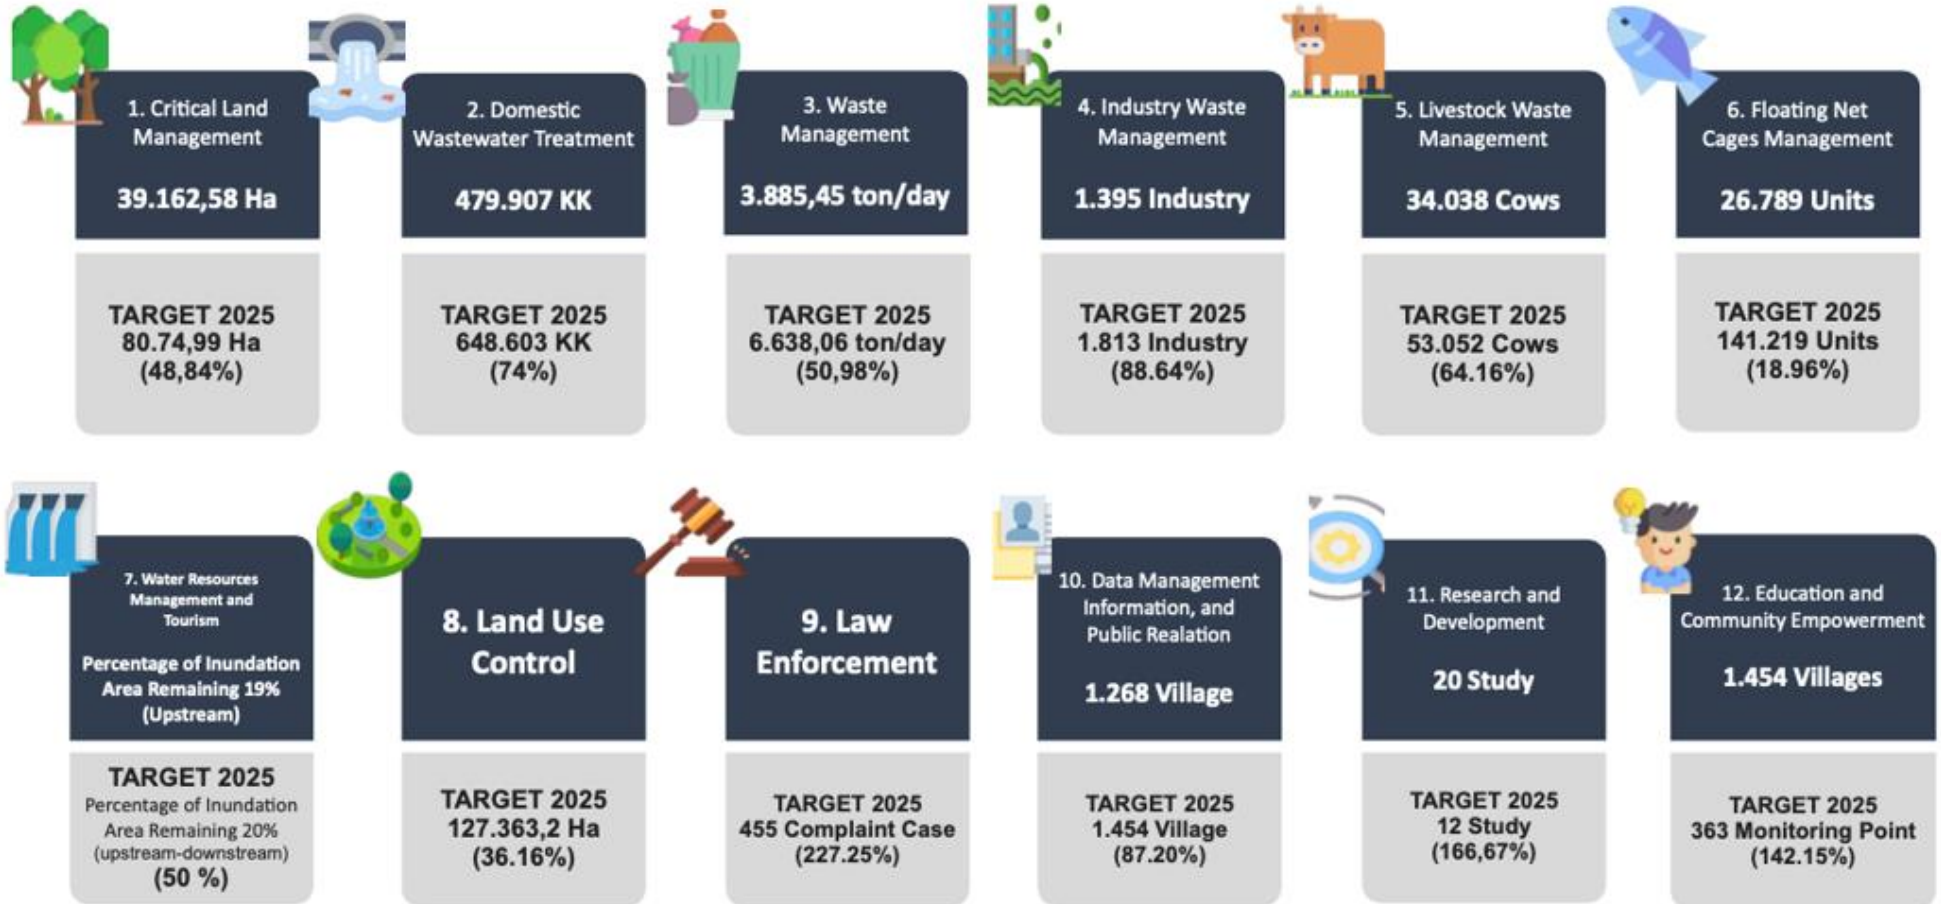 1. Critical Land
Management
39.162,58 Ha
TARGET 2025
80.74,99 Ha
(48,84%)
2. Domestic
Wastewater Treatment
479.907 KK
TARGET 2025
648.603 KK
(74%)
3. Waste
Management
3.885,45 ton/day
TARGET 2025
6.638,06 ton/day
(50,98%)
4. Industry Waste
Management
1.395 Industry
TARGET 2025
1.813 Industry
(88.64%)
5. Livestock Waste
Management
34.038 Cows
TARGET 2025
53.052 Cows
(64.16%)
6. Floating Net
Cages Management
26.789 Units
TARGET 2025
141.219 Units
(18.96%)
7. Water Resources
Management and
Tourism
Percentage of Inundation
Area Remaining 19%
(Upstream)
TARGET 2025
Percentage of Inundation
Area Remaining 20%
(upstream-downstream)
(50 %)
8. Land Use
Control
TARGET 2025
127.363,2 Ha
(36.16%)
9. Law
Enforcement
TARGET 2025
455 Complaint Case
(227.25%)
10. Data Management
Information, and
Public Realation
1.268 Village
TARGET 2025
1.454 Village
(87.20%)
11. Research and
Development
20 Study
TARGET 2025
12 Study
(166,67%)
12. Education and
Community Empowerment
1.454 Villages
TARGET 2025
363 Monitoring Point
(142.15%)